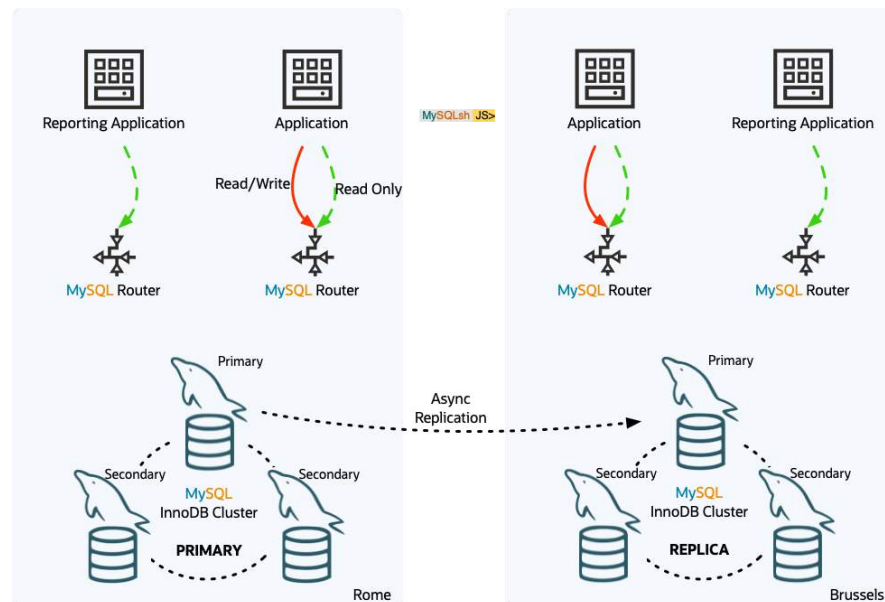 Reporting Application
Application
Read/Write
Read Only
MySQL Router
MySQL Router
Primary
Secondary
Secondary
MySQL
InnoDB Cluster
PRIMARY
Rome
MySQLsh JS>
Async
Replication
Application
Reporting Application
MySQL Router
MySQL Router
Primary
Secondary
Secondary
MySQL
InnoDB Cluster
REPLICA
Brussels